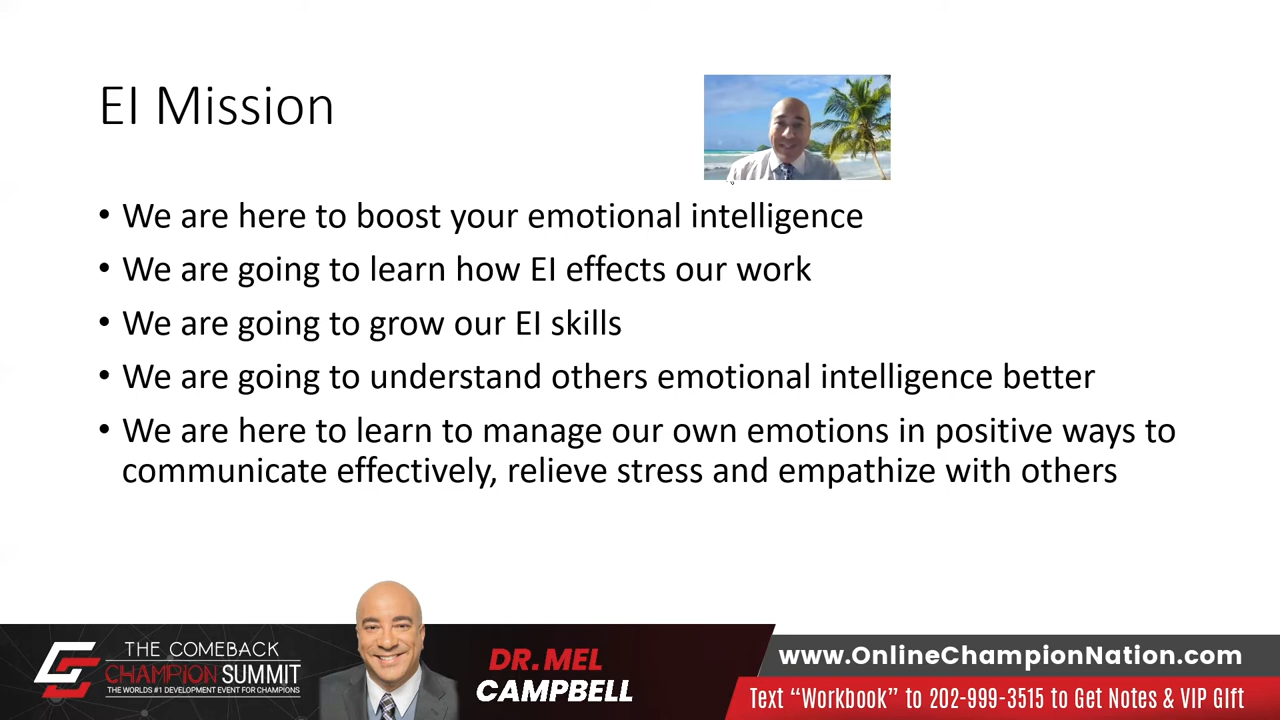 EI Mission
• We are here to boost your emotional intelligence
• We are going to learn how EI effects our work
• We are going to grow our EI skills
• We are going to understand others emotional intelligence better
• We are here to learn to manage our own emotions in positive ways to
communicate effectively, relieve stress and empathize with others
THE COMEBACK
CHAMPION SUMMIT
THE WORLDS #1 DEVELOPMENT EVENT FOR CHAMPIONS
DR. MEL
CAMPBELL
www.OnlineChampionNation.com
Text “Workbook” to 202-999-3515 to Get Notes & VIP GIft